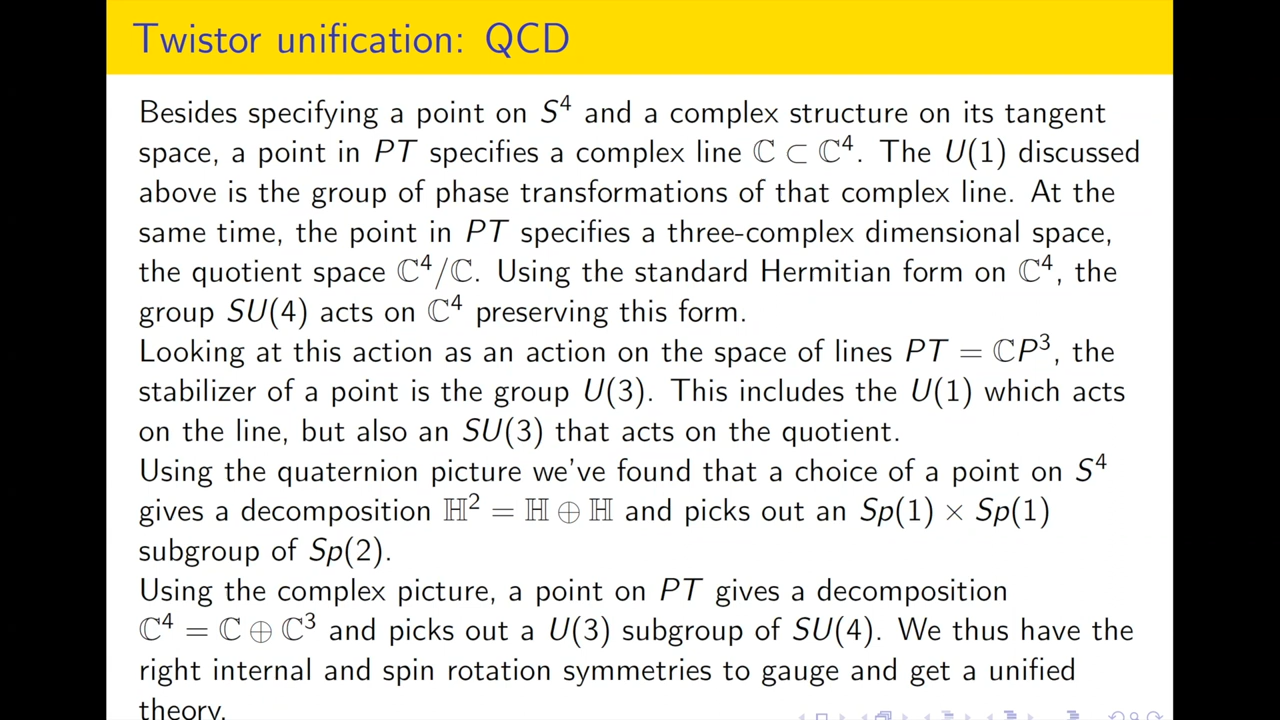 Twistor unification: QCD
Besides specifying a point on S⁴ and a complex structure on its tangent
space, a point in PT specifies a complex line ℂ ⊂ ℂ⁴. The U(1) discussed
above is the group of phase transformations of that complex line. At the
same time, the point in PT specifies a three-complex dimensional space,
the quotient space ℂ⁴/ℂ. Using the standard Hermitian form on ℂ⁴, the
group SU(4) acts on ℂ⁴ preserving this form.
Looking at this action as an action on the space of lines PT = ℂP³, the
stabilizer of a point is the group U(3). This includes the U(1) which acts
on the line, but also an SU(3) that acts on the quotient.
Using the quaternion picture we've found that a choice of a point on S⁴
gives a decomposition ℍ² = ℍ ⊕ ℍ and picks out an Sp(1) × Sp(1)
subgroup of Sp(2).
Using the complex picture, a point on PT gives a decomposition
ℂ⁴ = ℂ ⊕ ℂ³ and picks out a U(3) subgroup of SU(4). We thus have the
right internal and spin rotation symmetries to gauge and get a unified
theory.